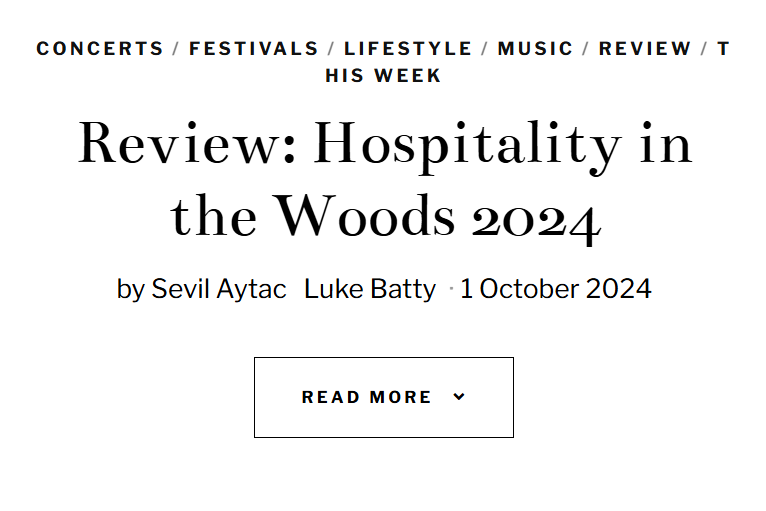 CONCERTS / FESTIVALS / LIFESTYLE / MUSIC / REVIEW / T
HIS WEEK
Review: Hospitality in
the Woods 2024
by Sevil Aytac Luke Batty · 1 October 2024
READ MORE